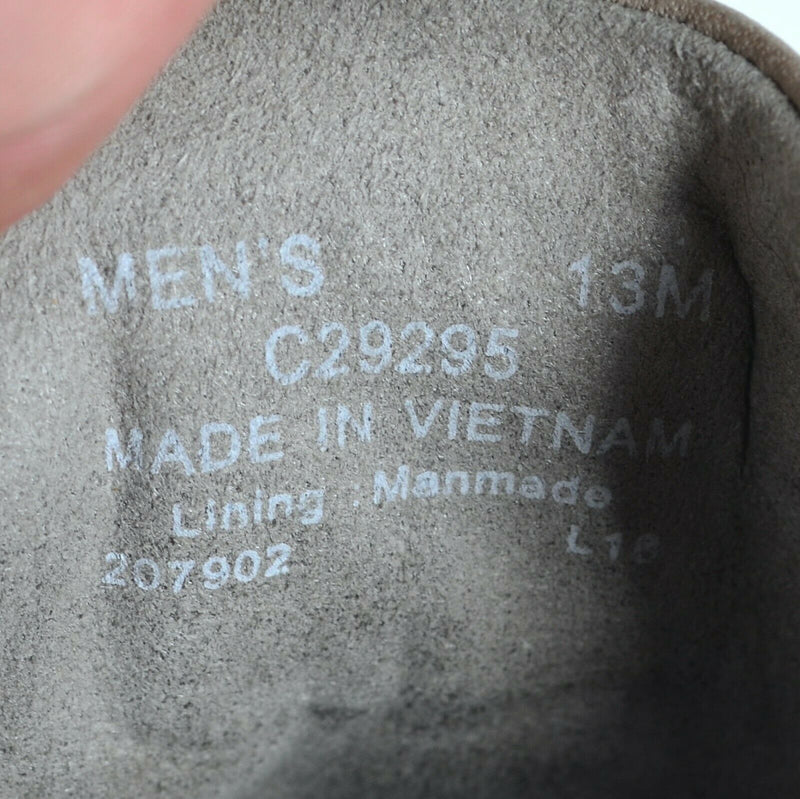 MEN'S 13M
C29295
MADE IN VIETNAM
Lining : Manmade
207902